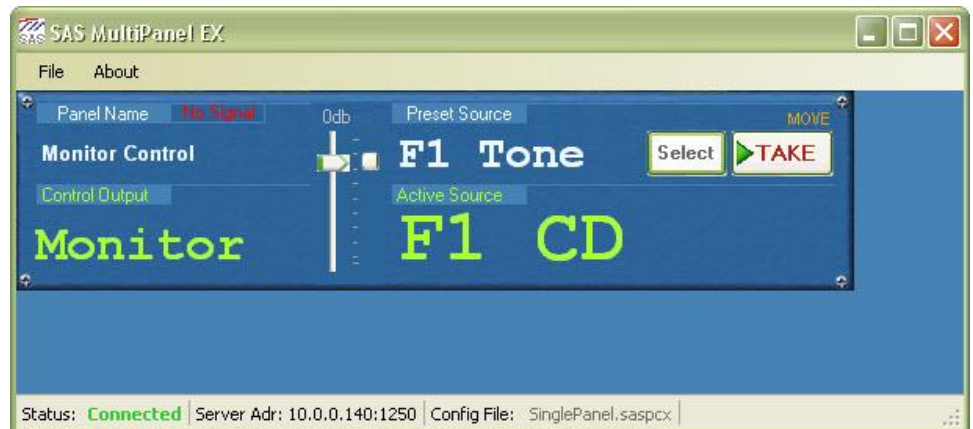 SAS MultiPanel EX
File About
Panel Name No Signal 0db Preset Source MOVE
Monitor Control F1 Tone Select TAKE
Control Output Active Source
Monitor F1 CD
Status: Connected Server Adr: 10.0.0.140:1250 Config File: SinglePanel.saspcx